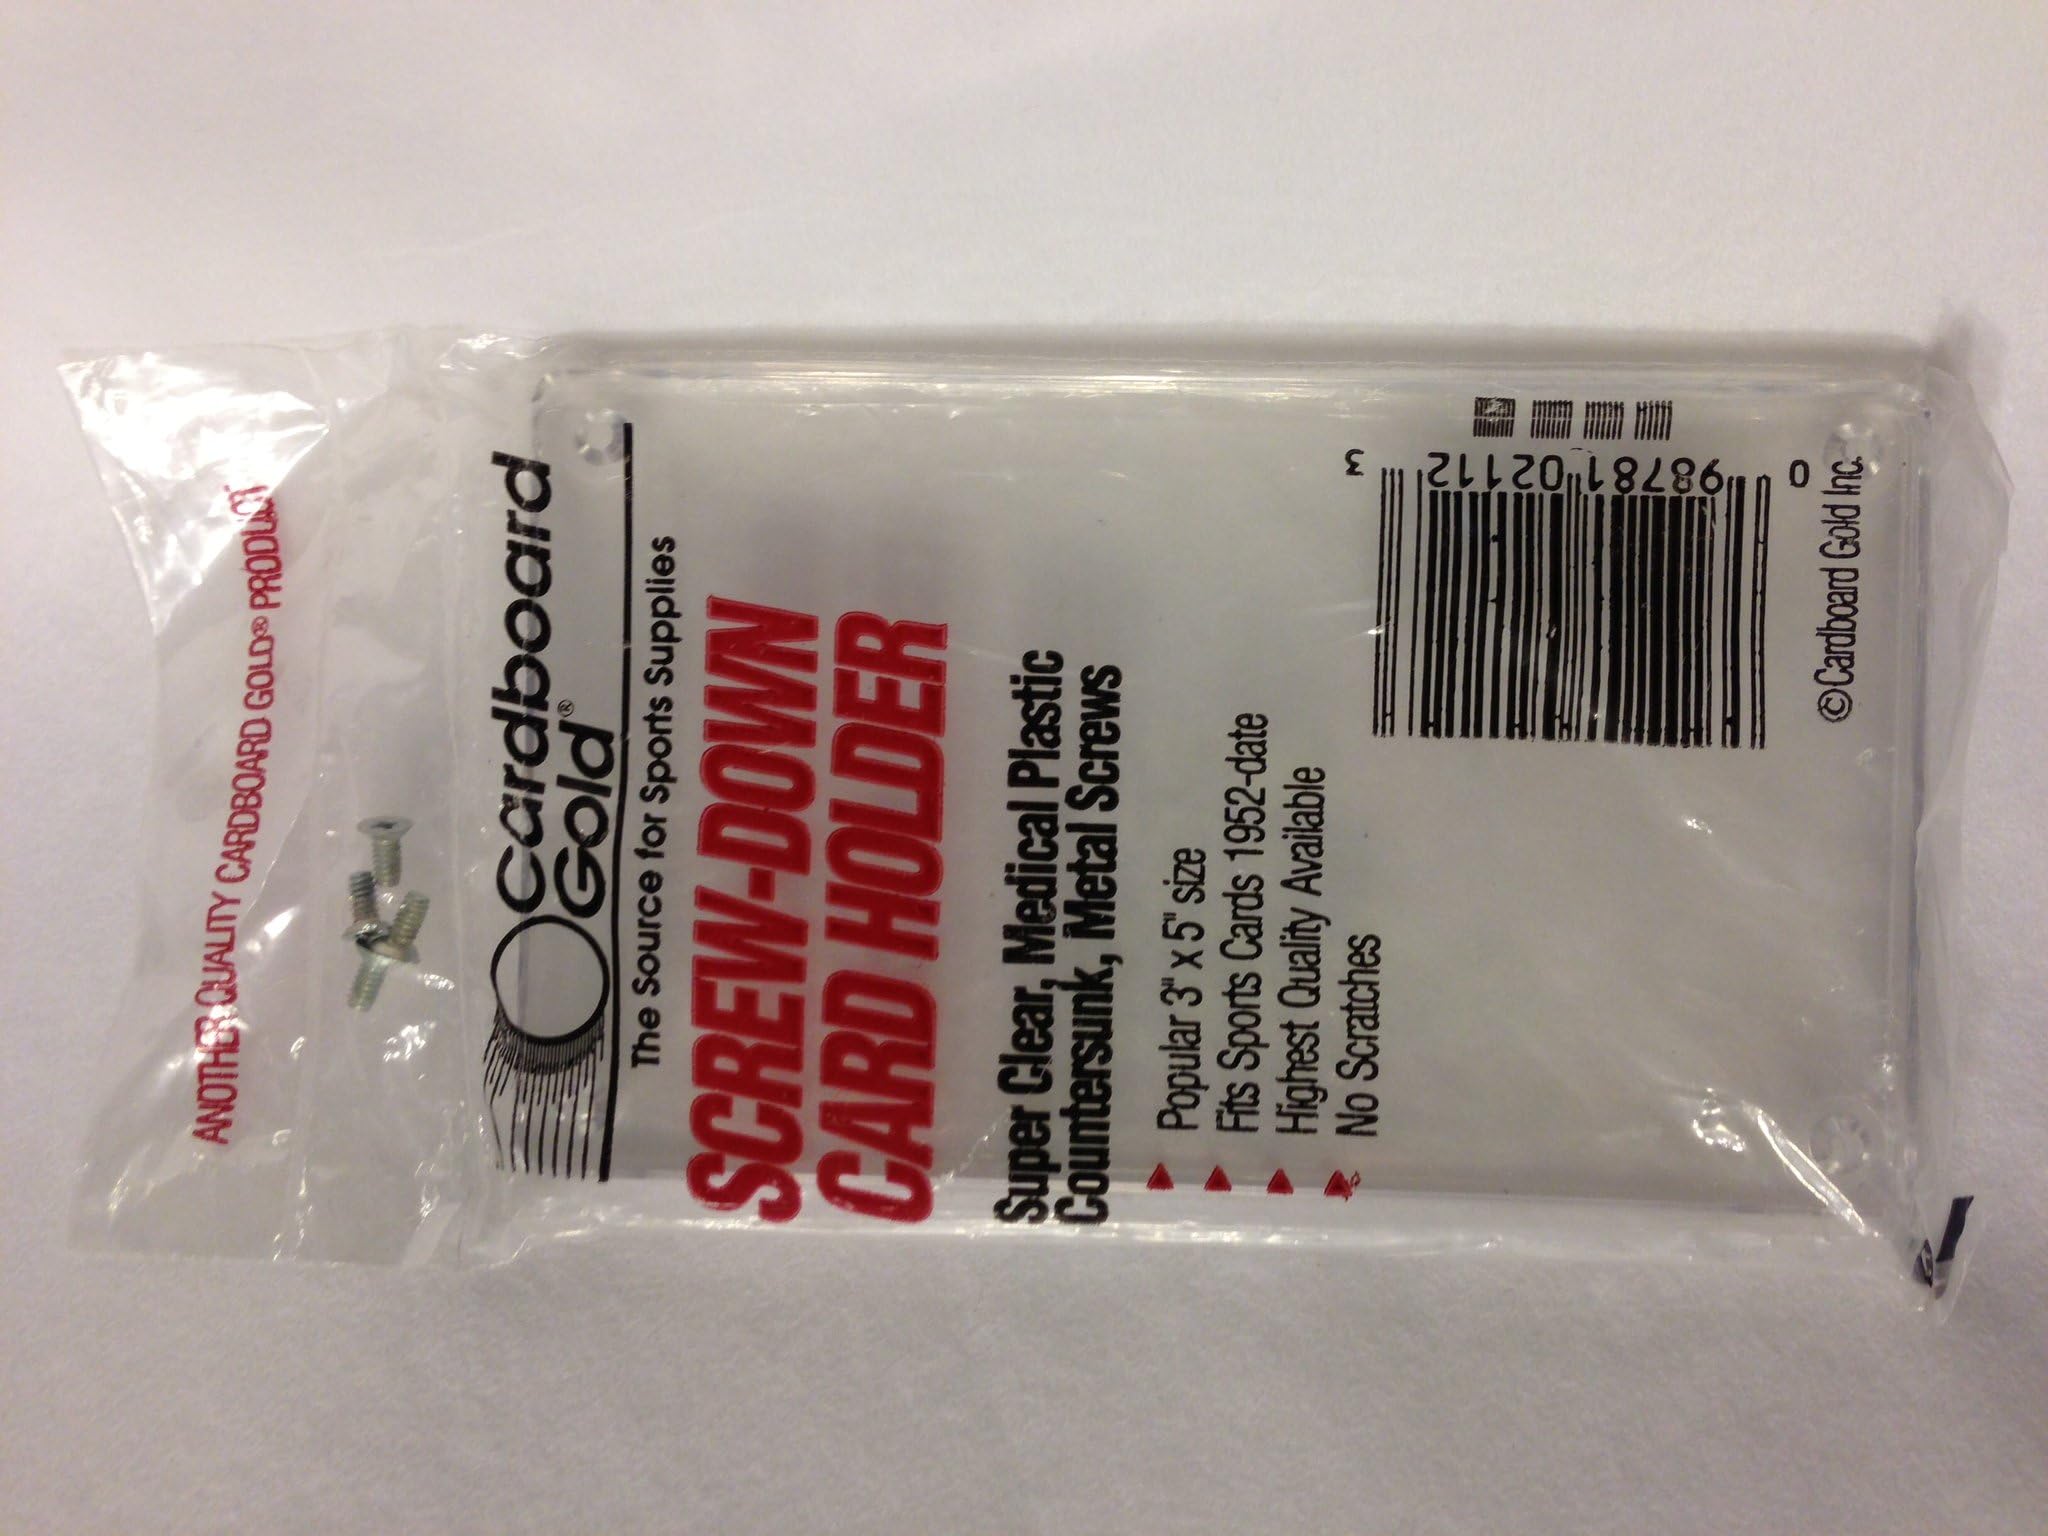 ANOTHER QUALITY CARDBOARD GOLD® PRODUCT
Cardboard
Gold®
The Source for Sports Supplies
SCREW-DOWN
CARD HOLDER
Super Clear, Medical Plastic
Countersunk, Metal Screws
Popular 3" x 5" size
Fits Sports Cards 1952-date
Highest Quality Available
No Scratches
0 98781 02112 3
©Cardboard Gold Inc.